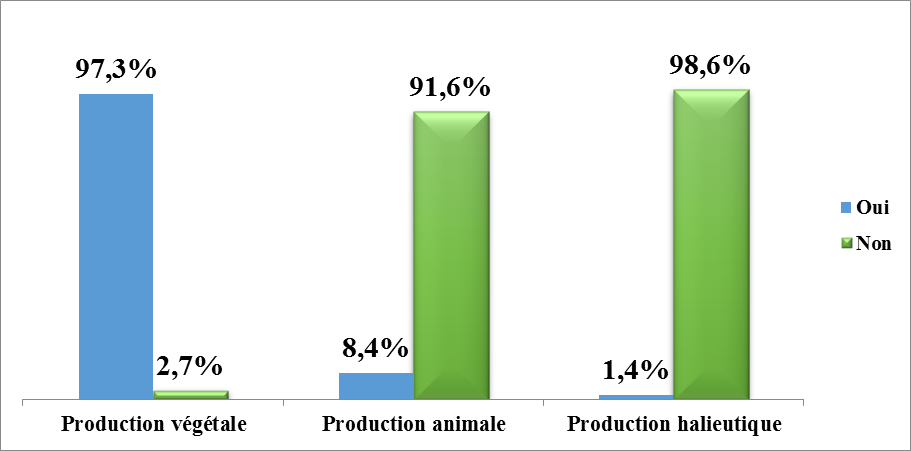 97,3%
2,7%
8,4%
91,6%
1,4%
98,6%
Production végétale
Production animale
Production halieutique
Oui
Non